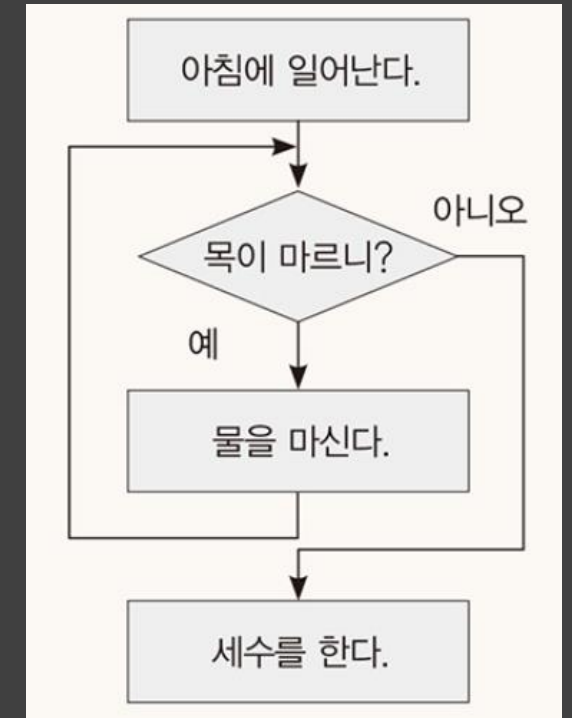 아침에 일어난다.
아니오
목이 마르니?
예
물을 마신다.
세수를 한다.